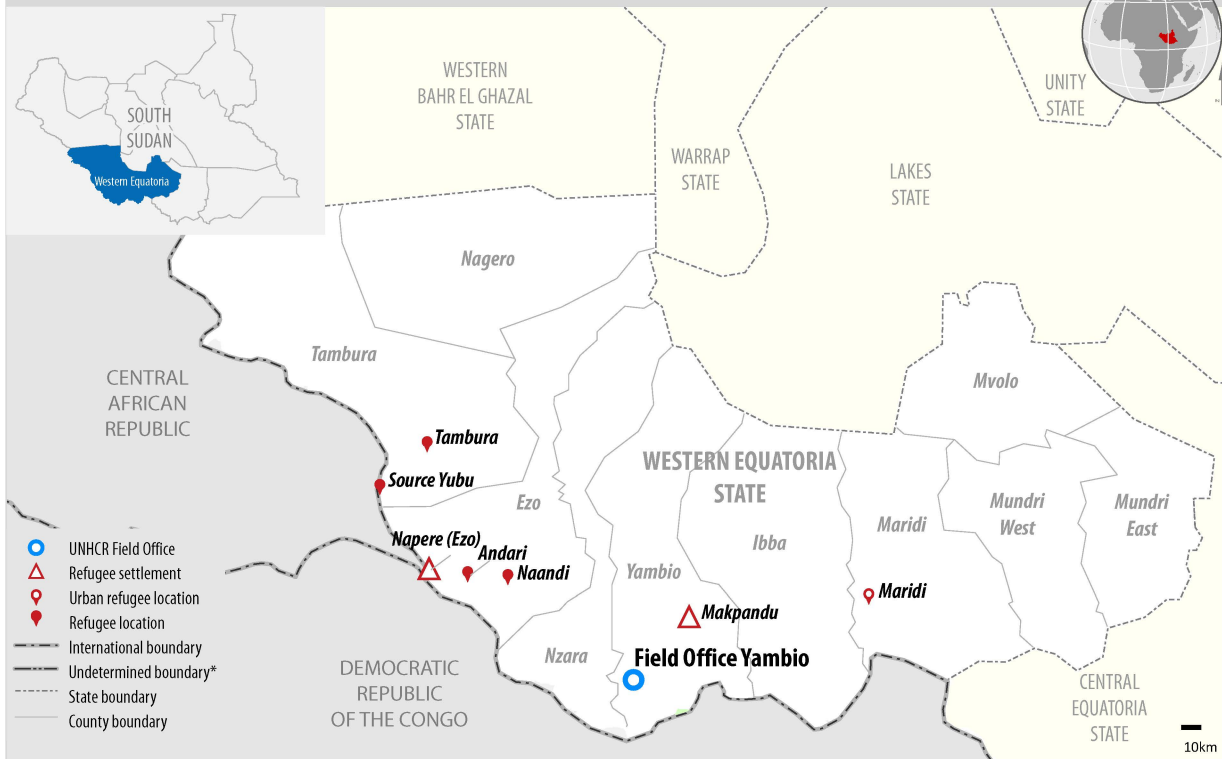 SOUTH
SUDAN
Western Equatoria
WESTERN
BAHR EL GHAZAL
STATE
WARRAP
STATE
UNITY
STATE
LAKES
STATE
Nagero
Tambura
CENTRAL
AFRICAN
REPUBLIC
Mvolo
Tambura
Source Yubu
WESTERN EQUATORIA
STATE
Ezo
Maridi
Mundri
West
Mundri
East
Napere (Ezo)
Andari
Naandi
Ibba
Yambio
Maridi
Makpandu
Nzara
Field Office Yambio
DEMOCRATIC
REPUBLIC
OF THE CONGO
CENTRAL
EQUATORIA
STATE
UNHCR Field Office
Refugee settlement
Urban refugee location
Refugee location
International boundary
Undetermined boundary*
State boundary
County boundary
10km